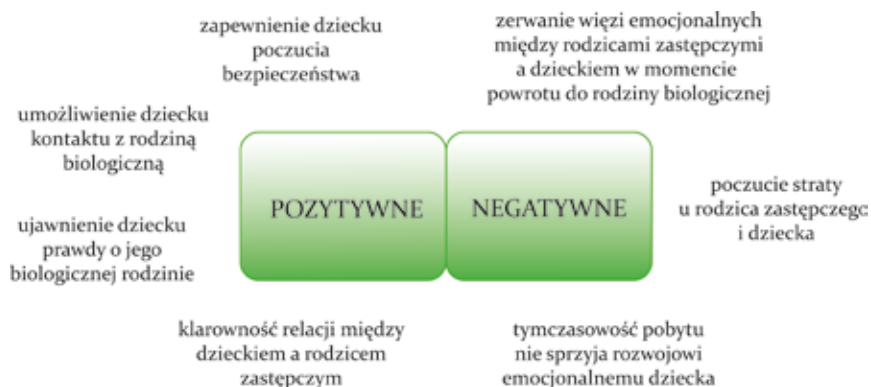 zapewnienie dziecku
poczucia
bezpieczeństwa
zerwanie więzi emocjonalnych
między rodzicami zastępczymi
a dzieckiem w momencie
powrotu do rodziny biologicznej
umożliwienie dziecku
kontaktu z rodziną
biologiczną
POZYTYWNE
NEGATYWNE
poczucie straty
u rodzica zastępczego
i dziecka
ujawnienie dziecku
prawdy o jego
biologicznej rodzinie
klarowność relacji między
dzieckiem a rodzicem
zastępczym
tymczasowość pobytu
nie sprzyja rozwojowi
emocjonalnemu dziecka